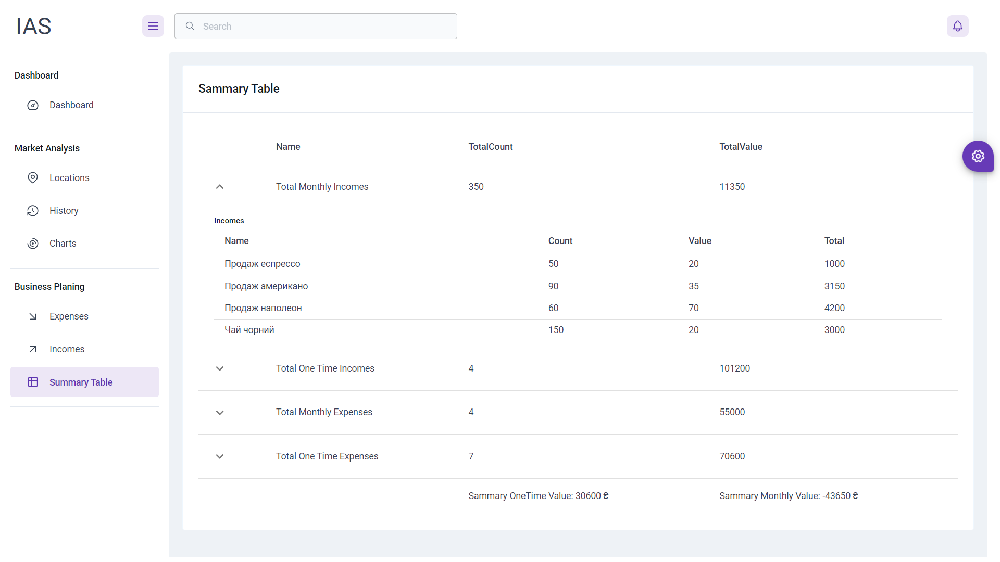 IAS
Search
Dashboard
Dashboard
Market Analysis
Locations
History
Charts
Business Planing
Expenses
Incomes
Summary Table
Sammary Table
Name TotalCount TotalValue
Total Monthly Incomes 350 11350
Incomes
Name Count Value Total
Продаж еспрессо 50 20 1000
Продаж американо 90 35 3150
Продаж наполеон 60 70 4200
Чай чорний 150 20 3000
Total One Time Incomes 4 101200
Total Monthly Expenses 4 55000
Total One Time Expenses 7 70600
Sammary OneTime Value: 30600 ₴ Sammary Monthly Value: -43650 ₴